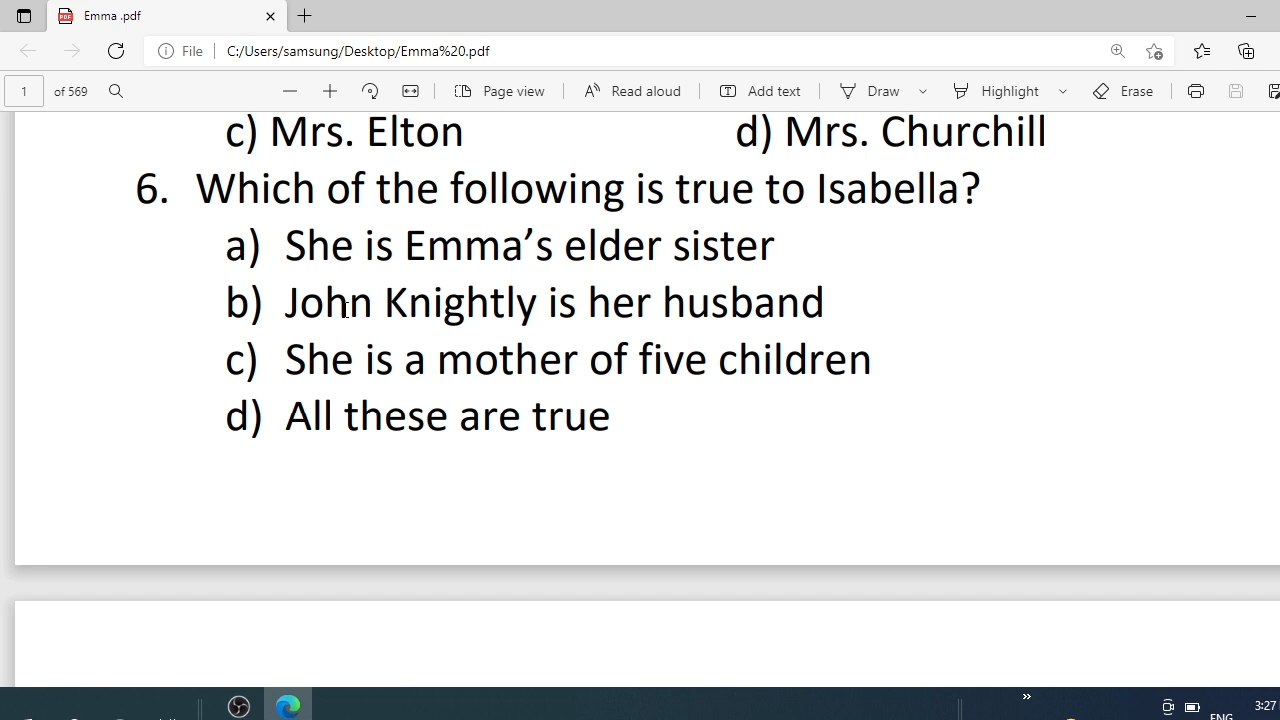 Emma .pdf
File C:/Users/samsung/Desktop/Emma%20.pdf
1 of 569 Page view Read aloud Add text Draw Highlight Erase
c) Mrs. Elton d) Mrs. Churchill
6. Which of the following is true to Isabella?
a) She is Emma’s elder sister
b) John Knightly is her husband
c) She is a mother of five children
d) All these are true
3:27
ENG